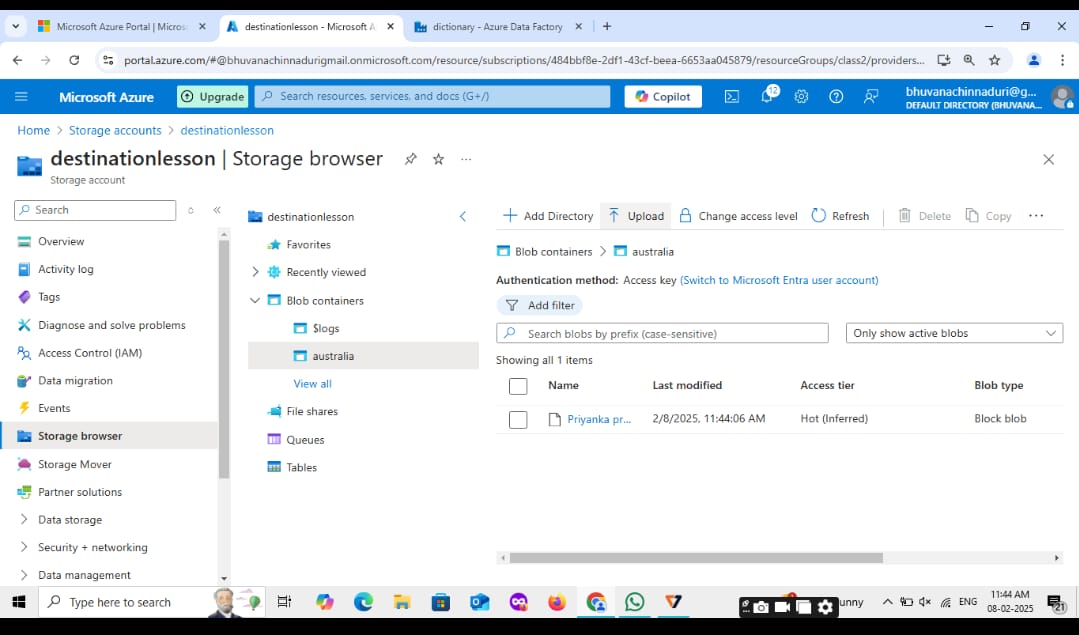 Microsoft Azure Portal | Micros
destinationlesson - Microsoft A
dictionary - Azure Data Factory
portal.azure.com/#@bhuvanachinnadurigmail.onmicrosoft.com/resource/subscriptions/484bbf8e-2df1-43cf-beea-6653aa045879/resourceGroups/class2/providers...
Microsoft Azure
Upgrade
Search resources, services, and docs (G+/)
Copilot
12
bhuvanachinnaduri@g...
DEFAULT DIRECTORY (BHUVANA...
Home > Storage accounts > destinationlesson
destinationlesson | Storage browser
Storage account
Search
Overview
Activity log
Tags
Diagnose and solve problems
Access Control (IAM)
Data migration
Events
Storage browser
Storage Mover
Partner solutions
Data storage
Security + networking
Data management
destinationlesson
Favorites
Recently viewed
Blob containers
$logs
australia
View all
File shares
Queues
Tables
Add Directory
Upload
Change access level
Refresh
Delete
Copy
Blob containers > australia
Authentication method: Access key (Switch to Microsoft Entra user account)
Add filter
Search blobs by prefix (case-sensitive)
Only show active blobs
Showing all 1 items
Name Last modified Access tier Blob type
Priyanka pr... 2/8/2025, 11:44:06 AM Hot (Inferred) Block blob
Type here to search
unny
ENG
11:44 AM
08-02-2025
21